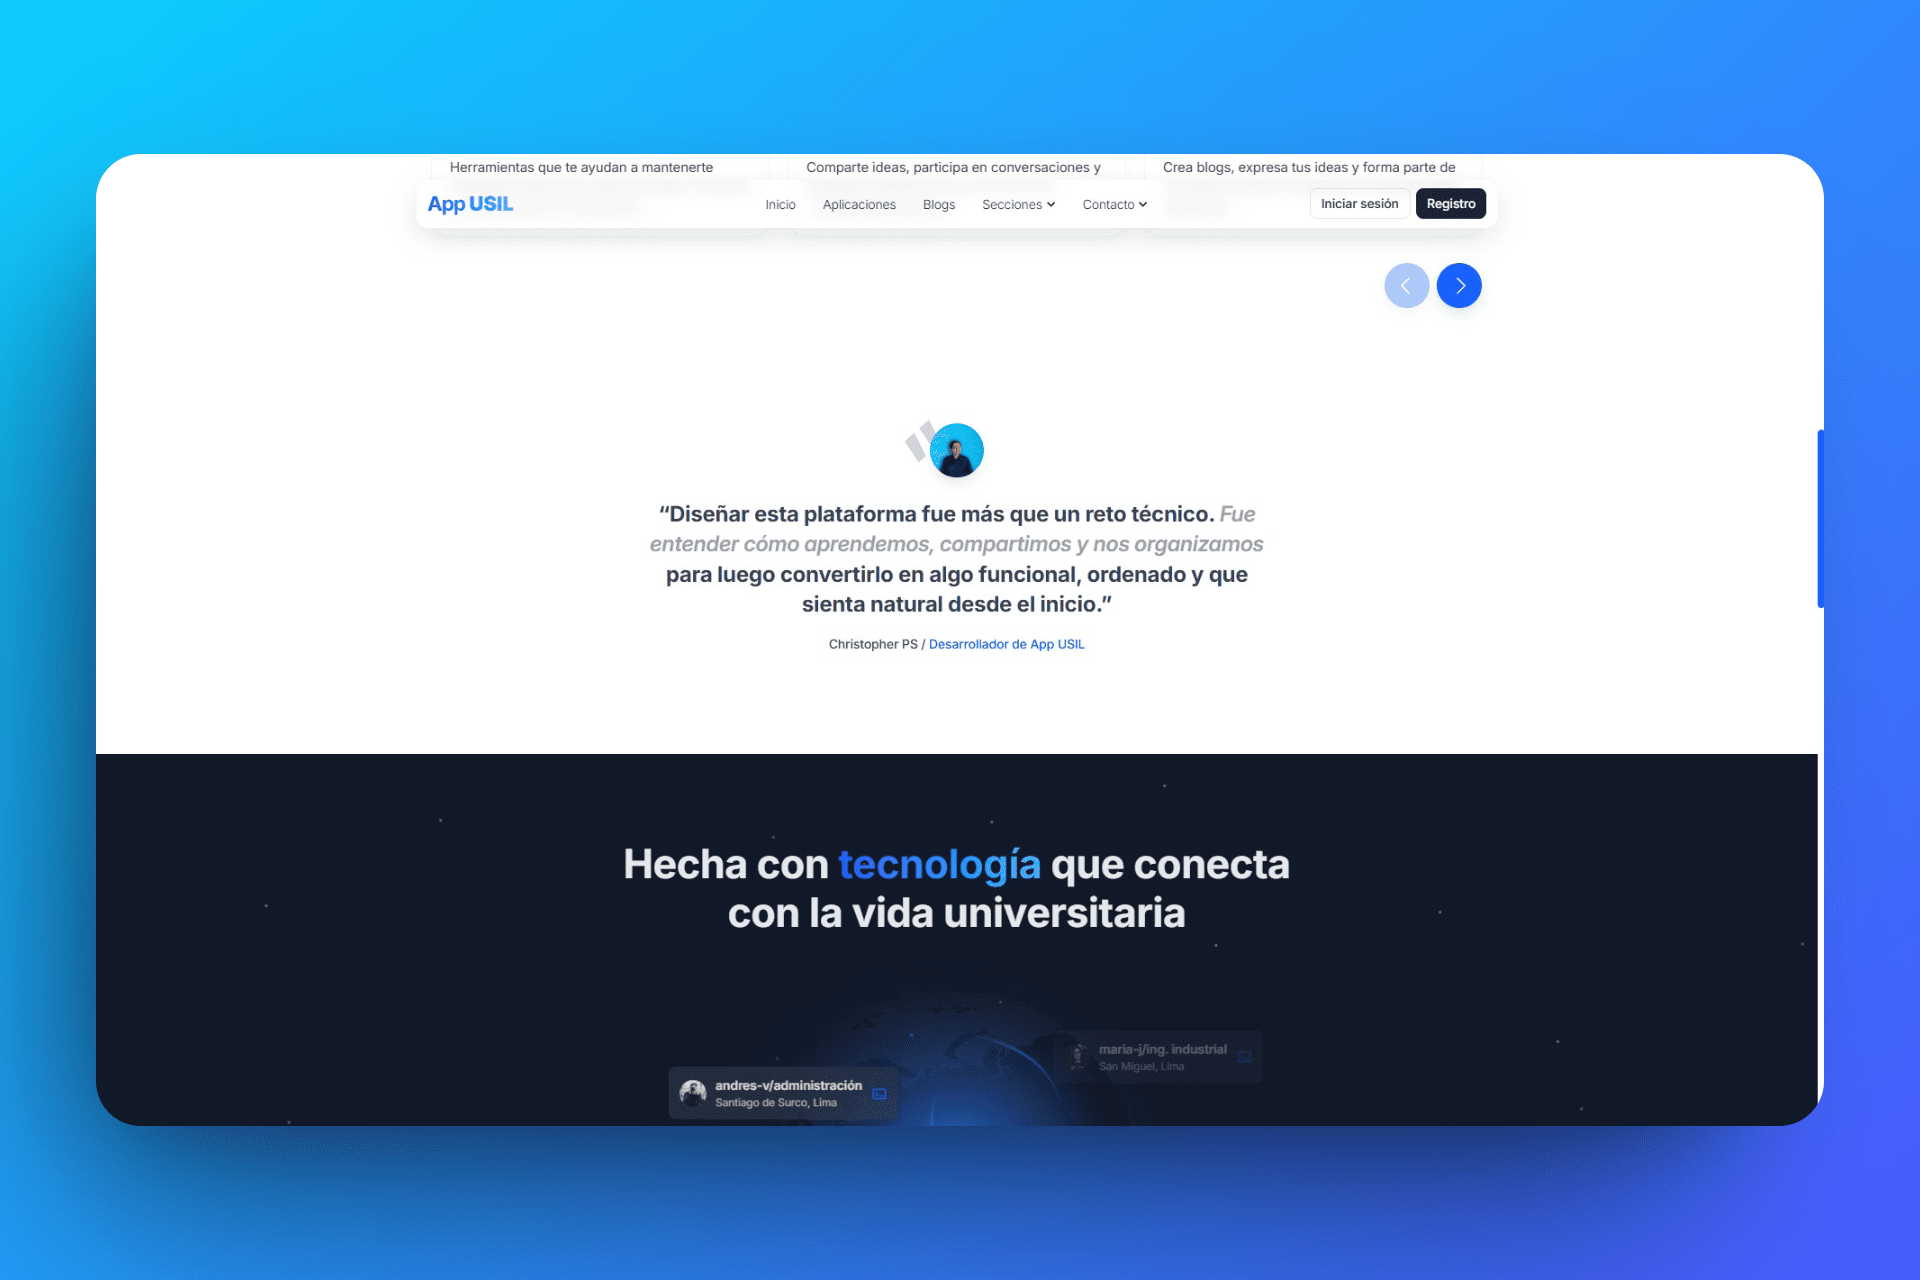 Herramientas que te ayudan a mantenerte
Comparte ideas, participa en conversaciones y
Crea blogs, expresa tus ideas y forma parte de
App USIL
Inicio
Aplicaciones
Blogs
Secciones
Contacto
Iniciar sesión
Registro
“Diseñar esta plataforma fue más que un reto técnico. Fue
entender cómo aprendemos, compartimos y nos organizamos
para luego convertirlo en algo funcional, ordenado y que
sienta natural desde el inicio.”
Christopher PS / Desarrollador de App USIL
Hecha con tecnología que conecta
con la vida universitaria
maria-j/ing. industrial
San Miguel, Lima
andres-v/administración
Santiago de Surco, Lima